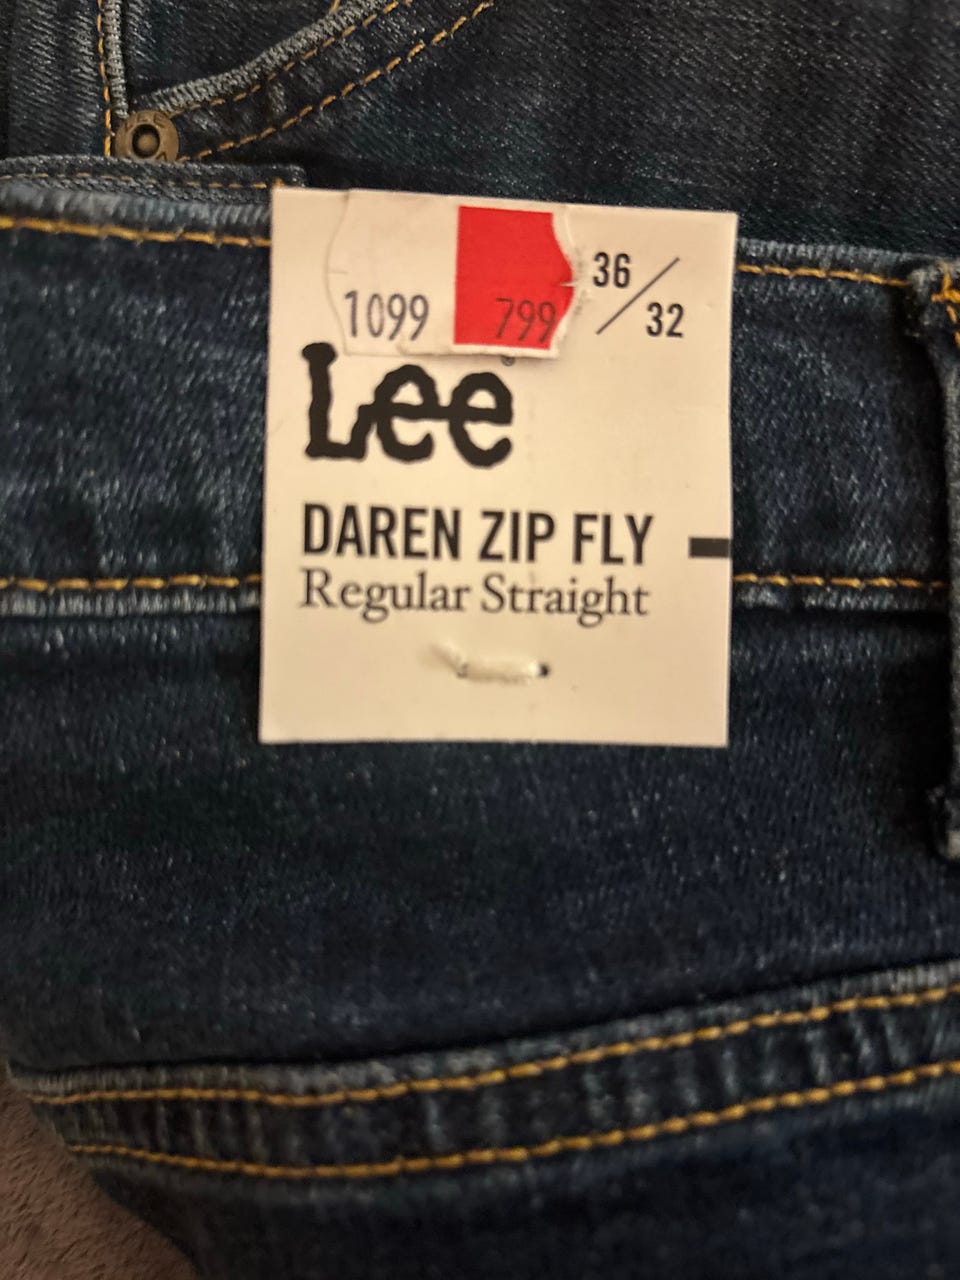 1099 799
36/32
Lee®
DAREN ZIP FLY
Regular Straight